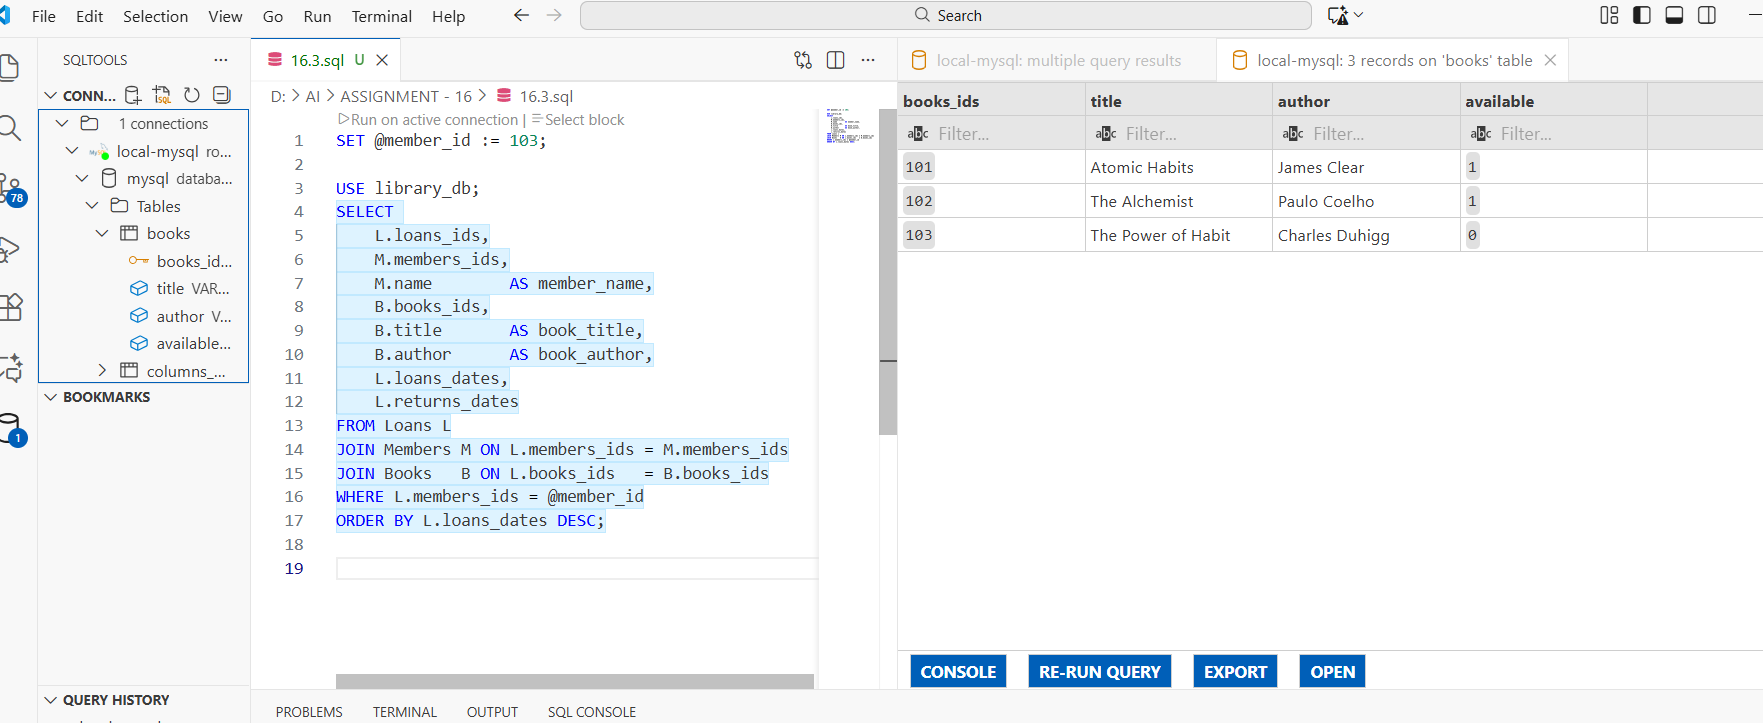 File Edit Selection View Go Run Terminal Help
Search
SQLTOOLS
CONN...
1 connections
local-mysql ro...
mysql databa...
Tables
books
books_id...
title VAR...
author V...
available...
columns_...
BOOKMARKS
QUERY HISTORY
78
1
16.3.sql U
D: > AI > ASSIGNMENT - 16 > 16.3.sql
Run on active connection | Select block
1 SET @member_id := 103;
2
3 USE library_db;
4 SELECT
5 L.loans_ids,
6 M.members_ids,
7 M.name AS member_name,
8 B.books_ids,
9 B.title AS book_title,
10 B.author AS book_author,
11 L.loans_dates,
12 L.returns_dates
13 FROM Loans L
14 JOIN Members M ON L.members_ids = M.members_ids
15 JOIN Books B ON L.books_ids = B.books_ids
16 WHERE L.members_ids = @member_id
17 ORDER BY L.loans_dates DESC;
18
19
local-mysql: multiple query results
local-mysql: 3 records on 'books' table
books_ids title author available
abc Filter... abc Filter... abc Filter... abc Filter...
101 Atomic Habits James Clear 1
102 The Alchemist Paulo Coelho 1
103 The Power of Habit Charles Duhigg 0
CONSOLE RE-RUN QUERY EXPORT OPEN
PROBLEMS TERMINAL OUTPUT SQL CONSOLE